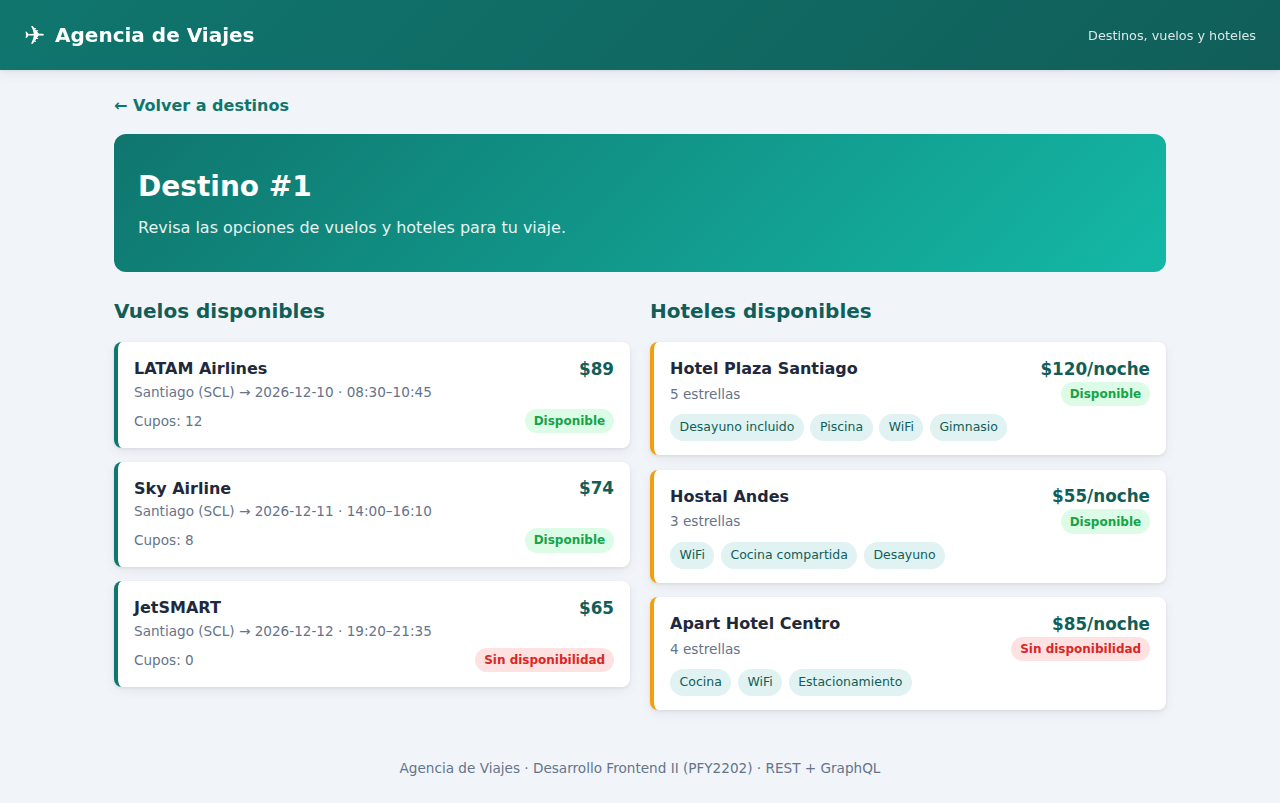 ✈ Agencia de Viajes
Destinos, vuelos y hoteles
← Volver a destinos
Destino #1
Revisa las opciones de vuelos y hoteles para tu viaje.
Vuelos disponibles
LATAM Airlines $89
Santiago (SCL) → 2026-12-10 · 08:30–10:45
Cupos: 12 Disponible
Sky Airline $74
Santiago (SCL) → 2026-12-11 · 14:00–16:10
Cupos: 8 Disponible
JetSMART $65
Santiago (SCL) → 2026-12-12 · 19:20–21:35
Cupos: 0 Sin disponibilidad
Hoteles disponibles
Hotel Plaza Santiago $120/noche
5 estrellas Disponible
Desayuno incluido Piscina WiFi Gimnasio
Hostal Andes $55/noche
3 estrellas Disponible
WiFi Cocina compartida Desayuno
Apart Hotel Centro $85/noche
4 estrellas Sin disponibilidad
Cocina WiFi Estacionamiento
Agencia de Viajes · Desarrollo Frontend II (PFY2202) · REST + GraphQL